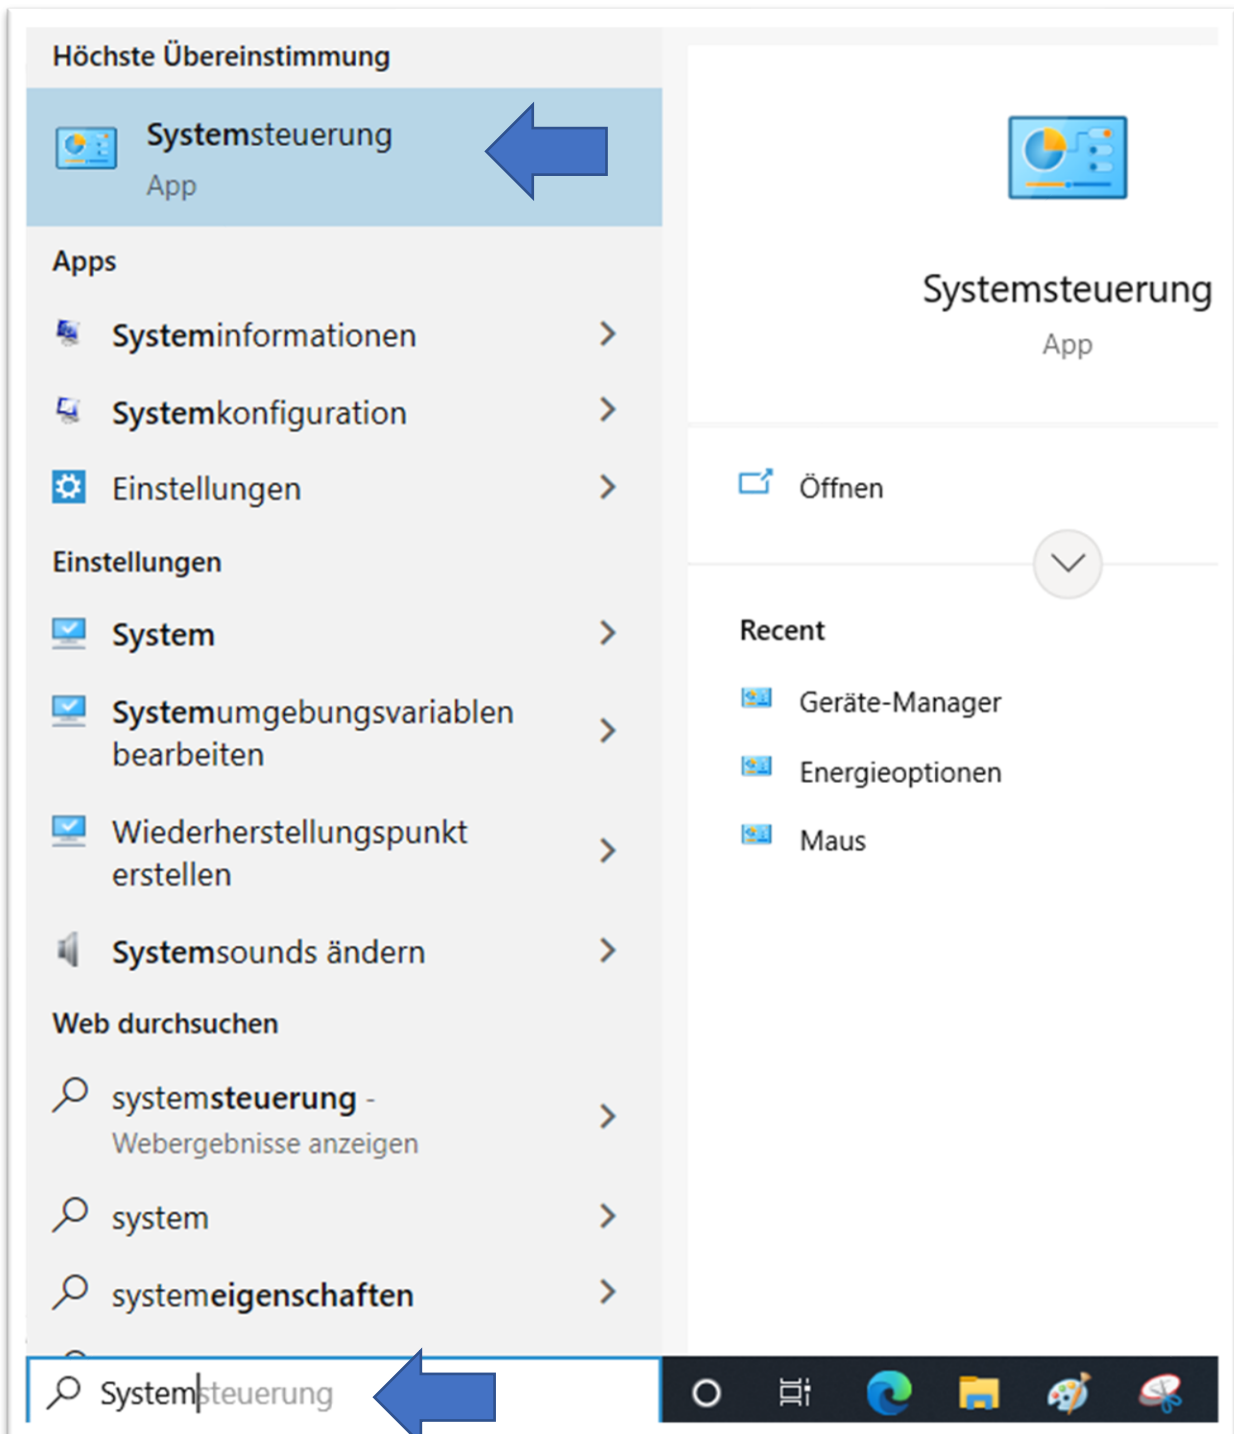 Höchste Übereinstimmung
Systemsteuerung
App
Apps
Systeminformationen
Systemkonfiguration
Einstellungen
Einstellungen
System
Systemumgebungsvariablen
bearbeiten
Wiederherstellungspunkt
erstellen
Systemsounds ändern
Web durchsuchen
systemsteuerung -
Webergebnisse anzeigen
system
systemeigenschaften
Systemsteuerung
Systemsteuerung
App
Öffnen
Recent
Geräte-Manager
Energieoptionen
Maus